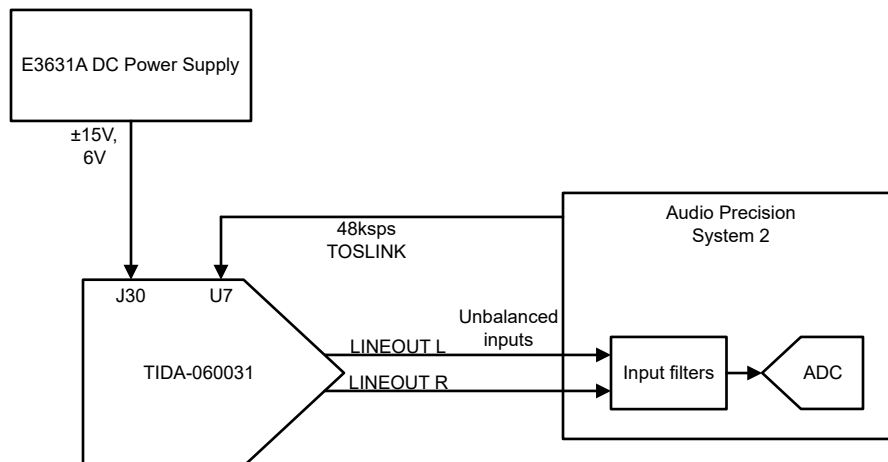 E3631A DC Power Supply
±15V,
6V
48ksps
TOSLINK
Audio Precision
System 2
J30
U7
Unbalanced
inputs
LINEOUT L
TIDA-060031
Input filters
ADC
LINEOUT R